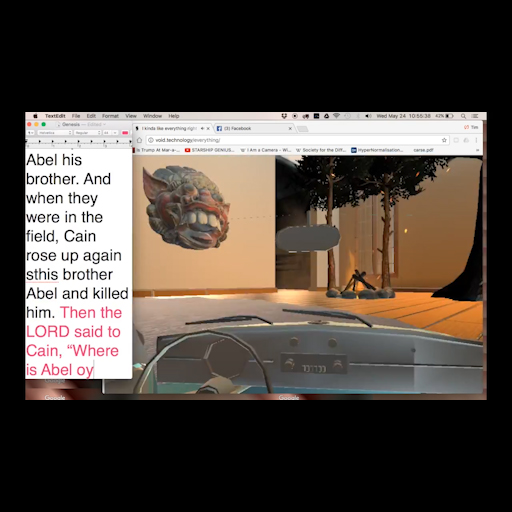 TextEdit File Edit Format View Window Help
Wed May 24 10:55:38 42%
Genesis — Edited
Helvetica Regular
I kinda like everything right
(3) Facebook
Tim
void.technology/everything/
Is Trump At Mar-a-
STARSHIP GENIUS...
I Am a Camera - Wi
Society for the Diff...
HyperNormalisation...
carse.pdf
Abel his
brother. And
when they
were in the
field, Cain
rose up again
sthis brother
Abel and killed
him. Then the
LORD said to
Cain, “Where
is Abel oy
Google
Google